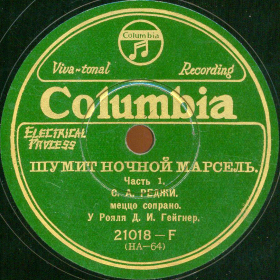 Columbia
Viva-tonal Recording
Columbia
ELECTRICAL
PROCESS
ШУМИТ НОЧНОЙ МАРСЕЛЬ.
Часть 1.
С. А. РЕДЖИ.
меццо сопрано.
У Рояля Д. И. Гейгнер.
21018-F
(HA-64)